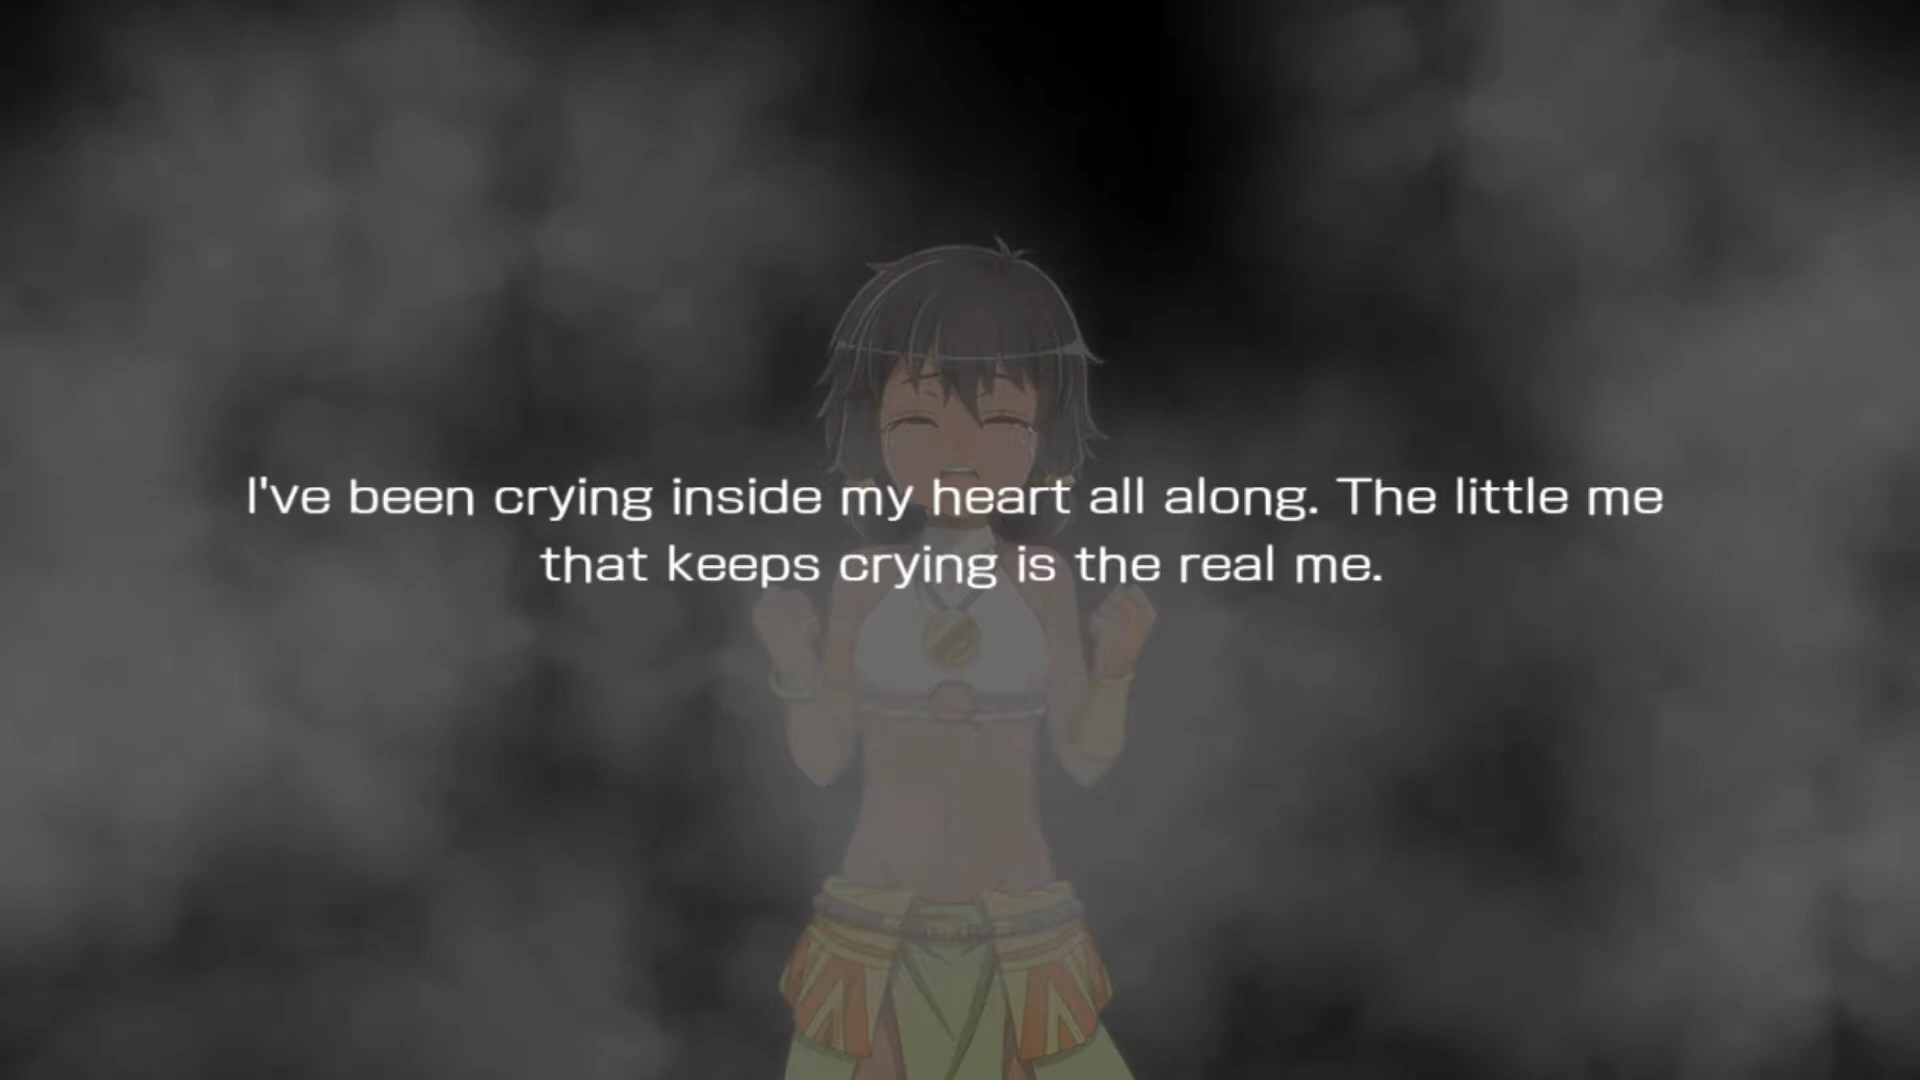 I've been crying inside my heart all along. The little me
that keeps crying is the real me.